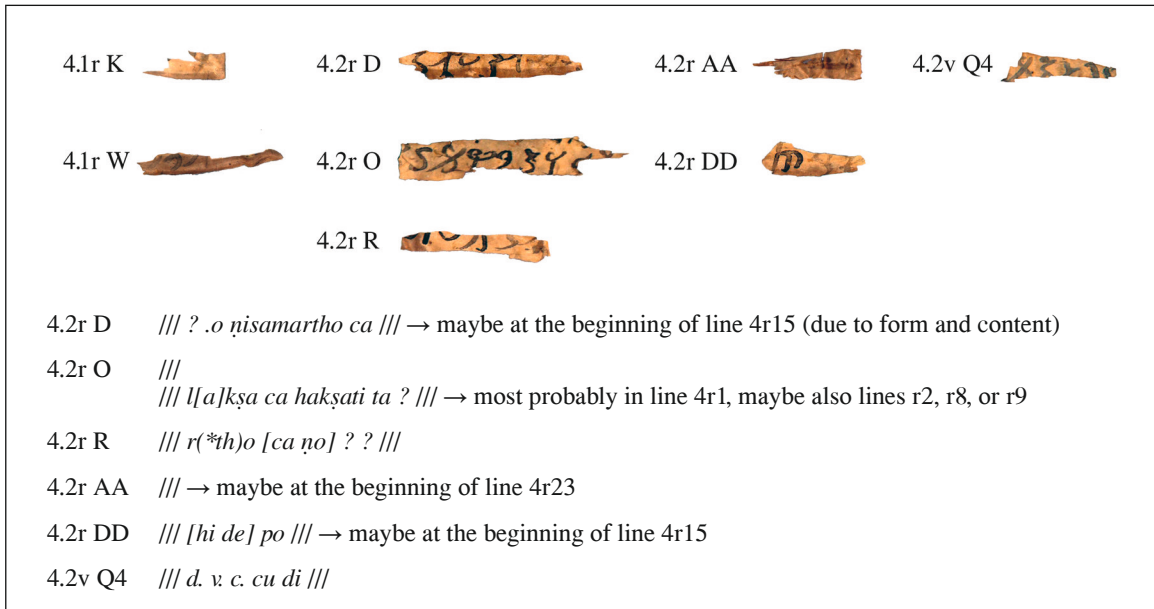 4.1r K 4.2r D 4.2r AA 4.2v Q4
4.1r W 4.2r O 4.2r DD
4.2r R
4.2r D /// ? .o ṇisamartho ca /// → maybe at the beginning of line 4r15 (due to form and content)
4.2r O ///
/// l[a]kṣa ca hakṣati ta ? /// → most probably in line 4r1, maybe also lines r2, r8, or r9
4.2r R /// r(*th)o [ca ṇo] ? ? ///
4.2r AA /// → maybe at the beginning of line 4r23
4.2r DD /// [hi de] po /// → maybe at the beginning of line 4r15
4.2v Q4 /// d. v. c. cu di ///